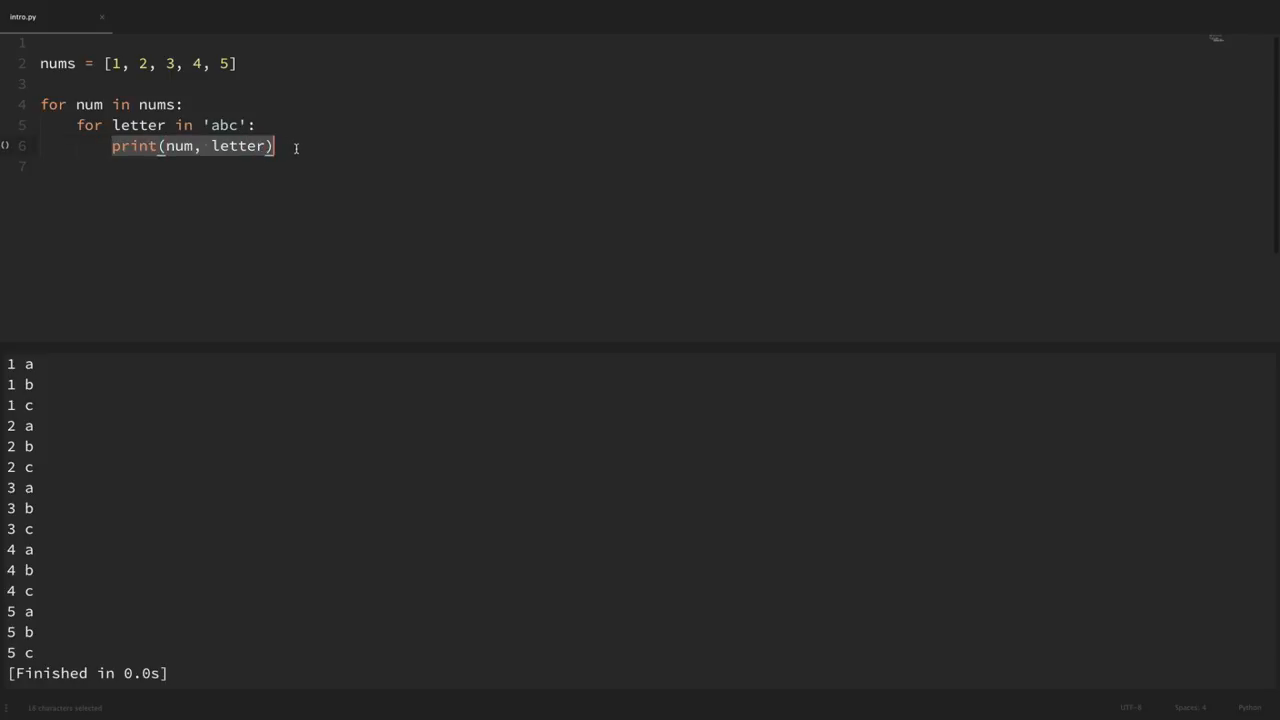 intro.py ×
1
2 nums = [1, 2, 3, 4, 5]
3
4 for num in nums:
5     for letter in 'abc':
() 6         print(num, letter)
7
1 a
1 b
1 c
2 a
2 b
2 c
3 a
3 b
3 c
4 a
4 b
4 c
5 a
5 b
5 c
[Finished in 0.0s]
18 characters selected UTF-8 Spaces, 4 Python